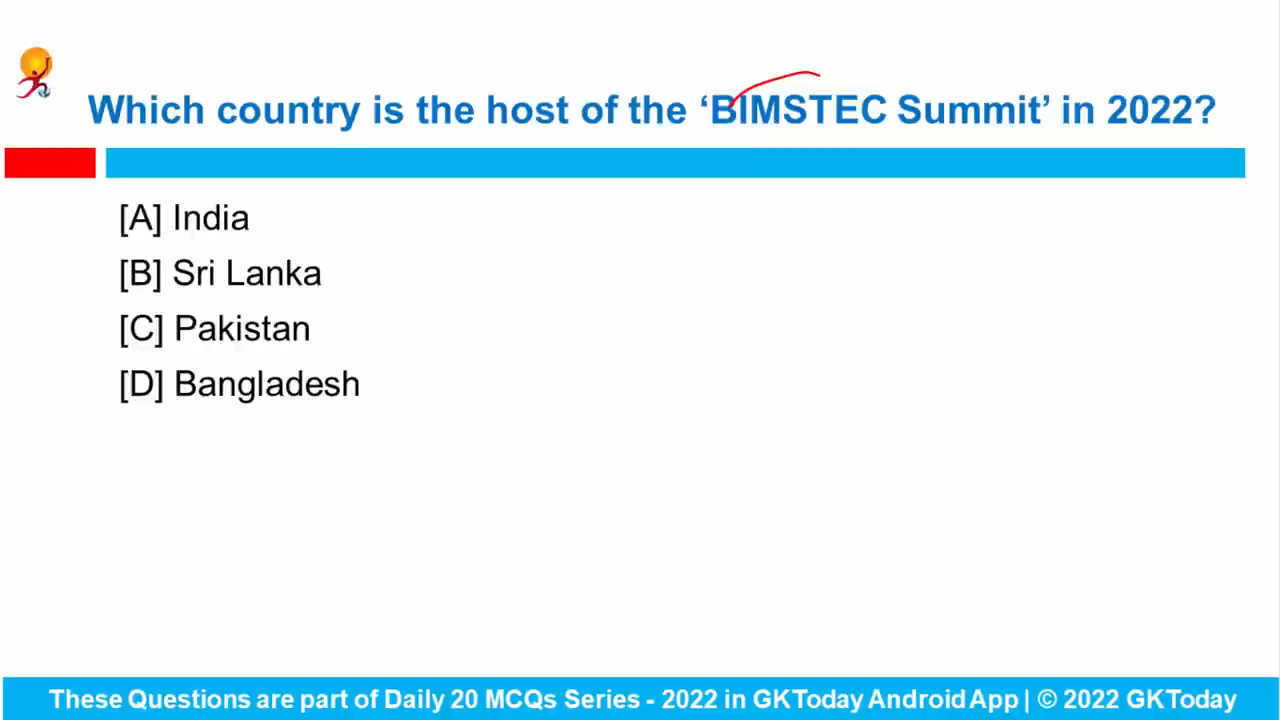 Which country is the host of the ‘BIMSTEC Summit’ in 2022?
[A] India
[B] Sri Lanka
[C] Pakistan
[D] Bangladesh
These Questions are part of Daily 20 MCQs Series - 2022 in GKToday Android App | © 2022 GKToday